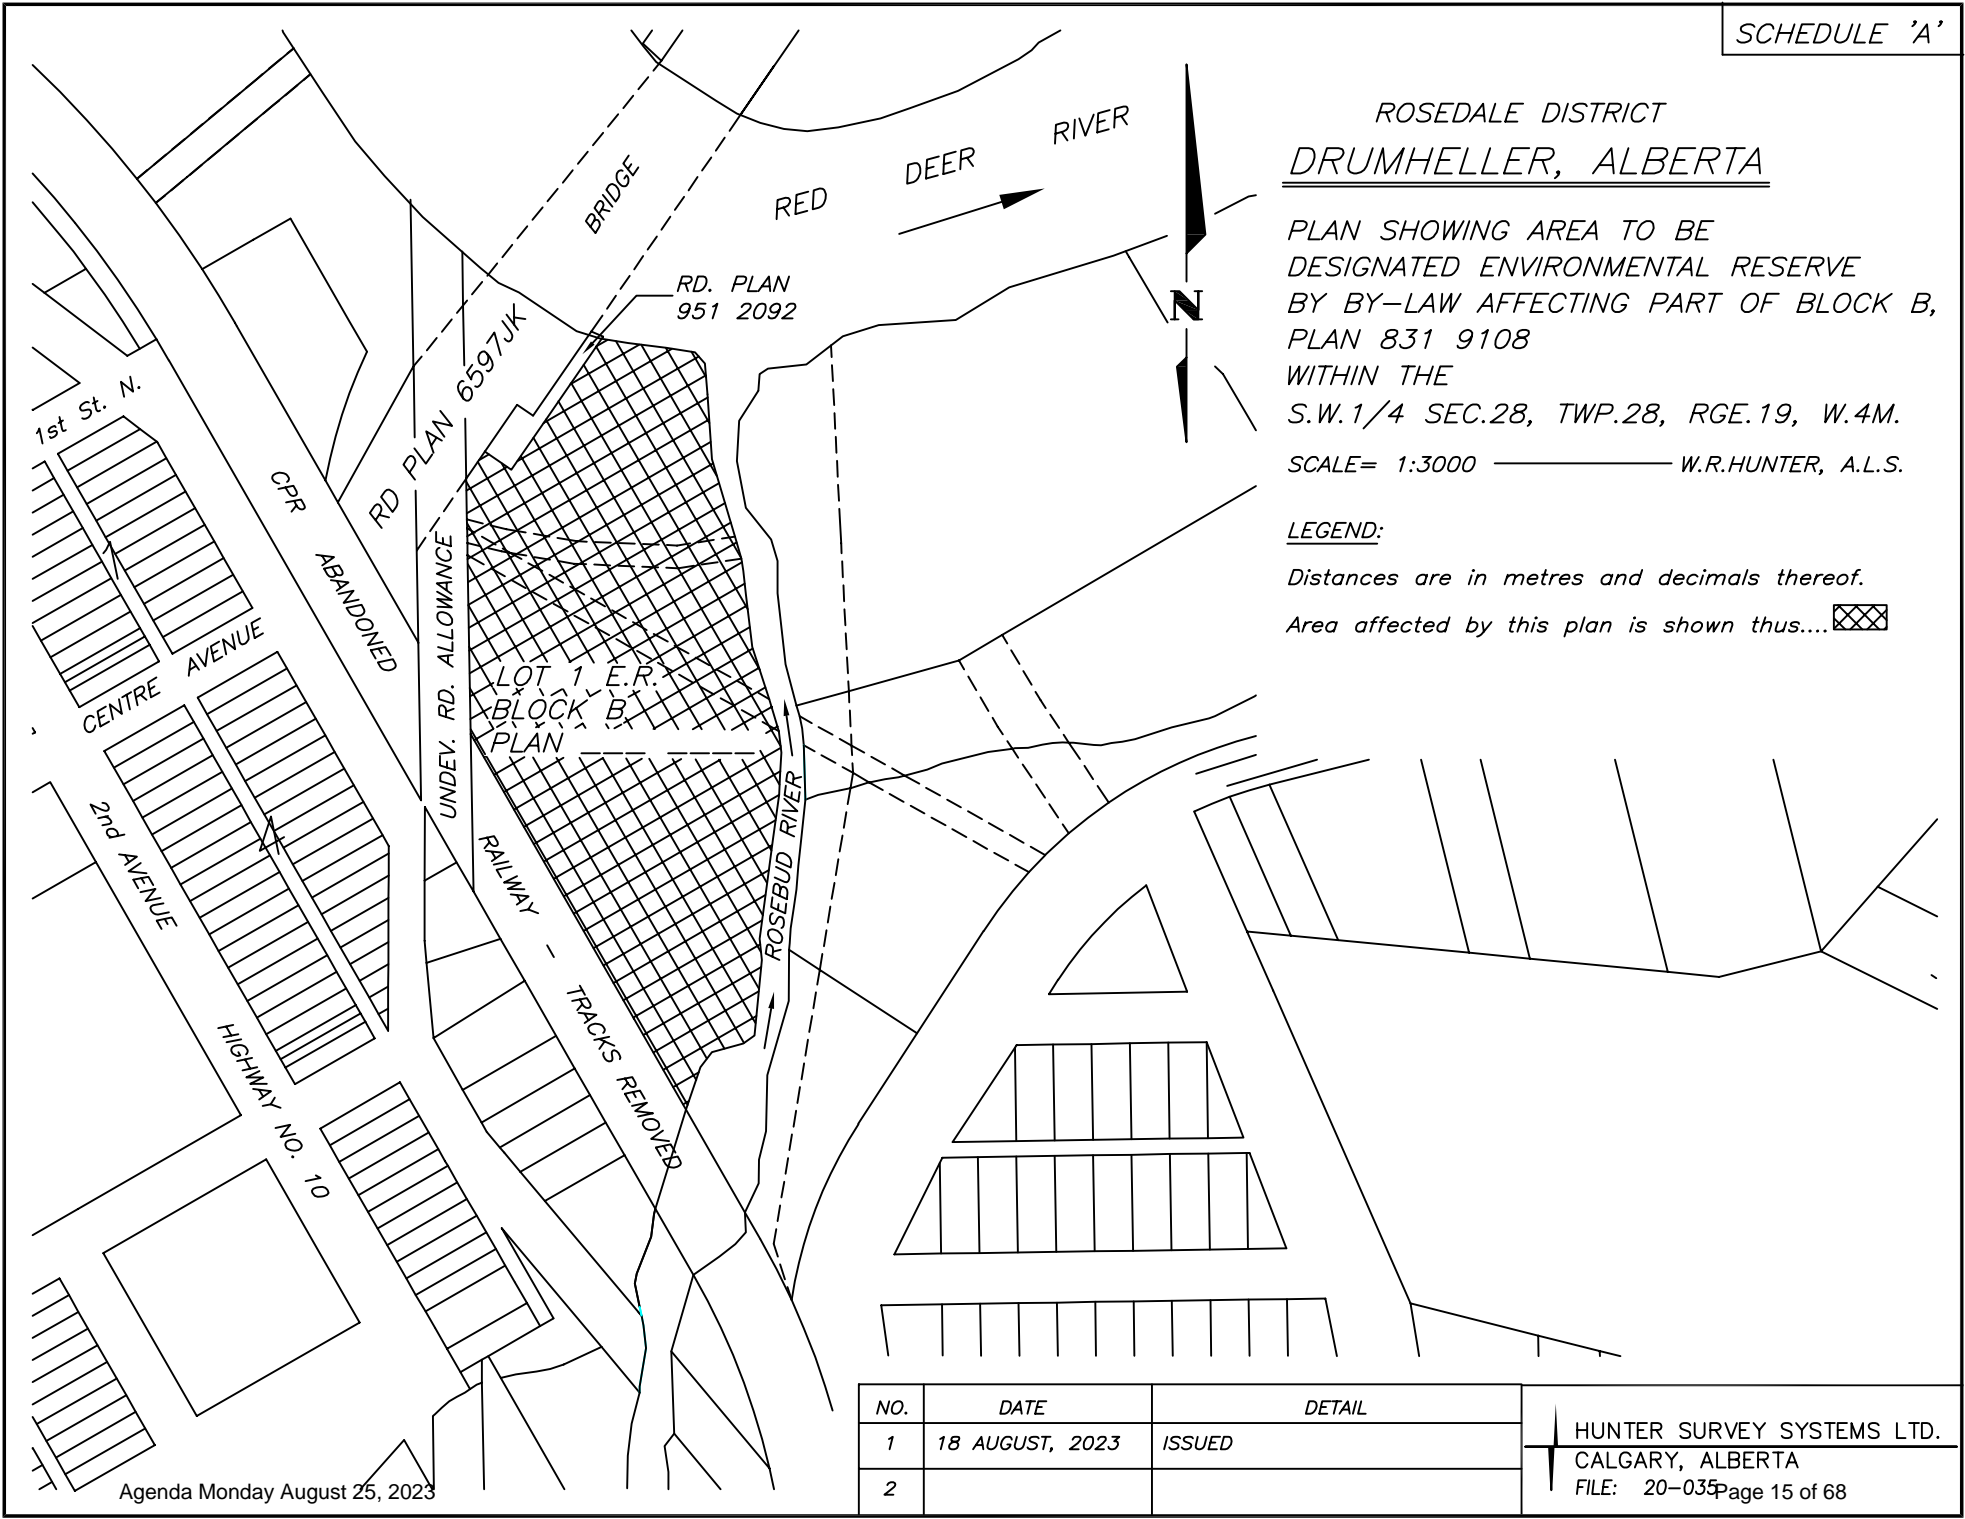 SCHEDULE 'A'
ROSEDALE DISTRICT
DRUMHELLER, ALBERTA
PLAN SHOWING AREA TO BE
DESIGNATED ENVIRONMENTAL RESERVE
BY BY-LAW AFFECTING PART OF BLOCK B,
PLAN 831 9108
WITHIN THE
S.W.1/4 SEC.28, TWP.28, RGE.19, W.4M.
SCALE= 1:3000 W.R.HUNTER, A.L.S.
LEGEND:
Distances are in metres and decimals thereof.
Area affected by this plan is shown thus....
N
RED DEER RIVER
BRIDGE
RD. PLAN
951 2092
RD PLAN 6597JK
1st St. N.
CPR ABANDONED
RAILWAY - TRACKS REMOVED
UNDEV. RD. ALLOWANCE
LOT 1 E.R.
BLOCK B
PLAN ___ ____
ROSEBUD RIVER
1
CENTRE AVENUE
4
2nd AVENUE
HIGHWAY NO. 10
NO. DATE DETAIL
1 18 AUGUST, 2023 ISSUED
2
HUNTER SURVEY SYSTEMS LTD.
CALGARY, ALBERTA
FILE: 20-035
Agenda Monday August 25, 2023
Page 15 of 68